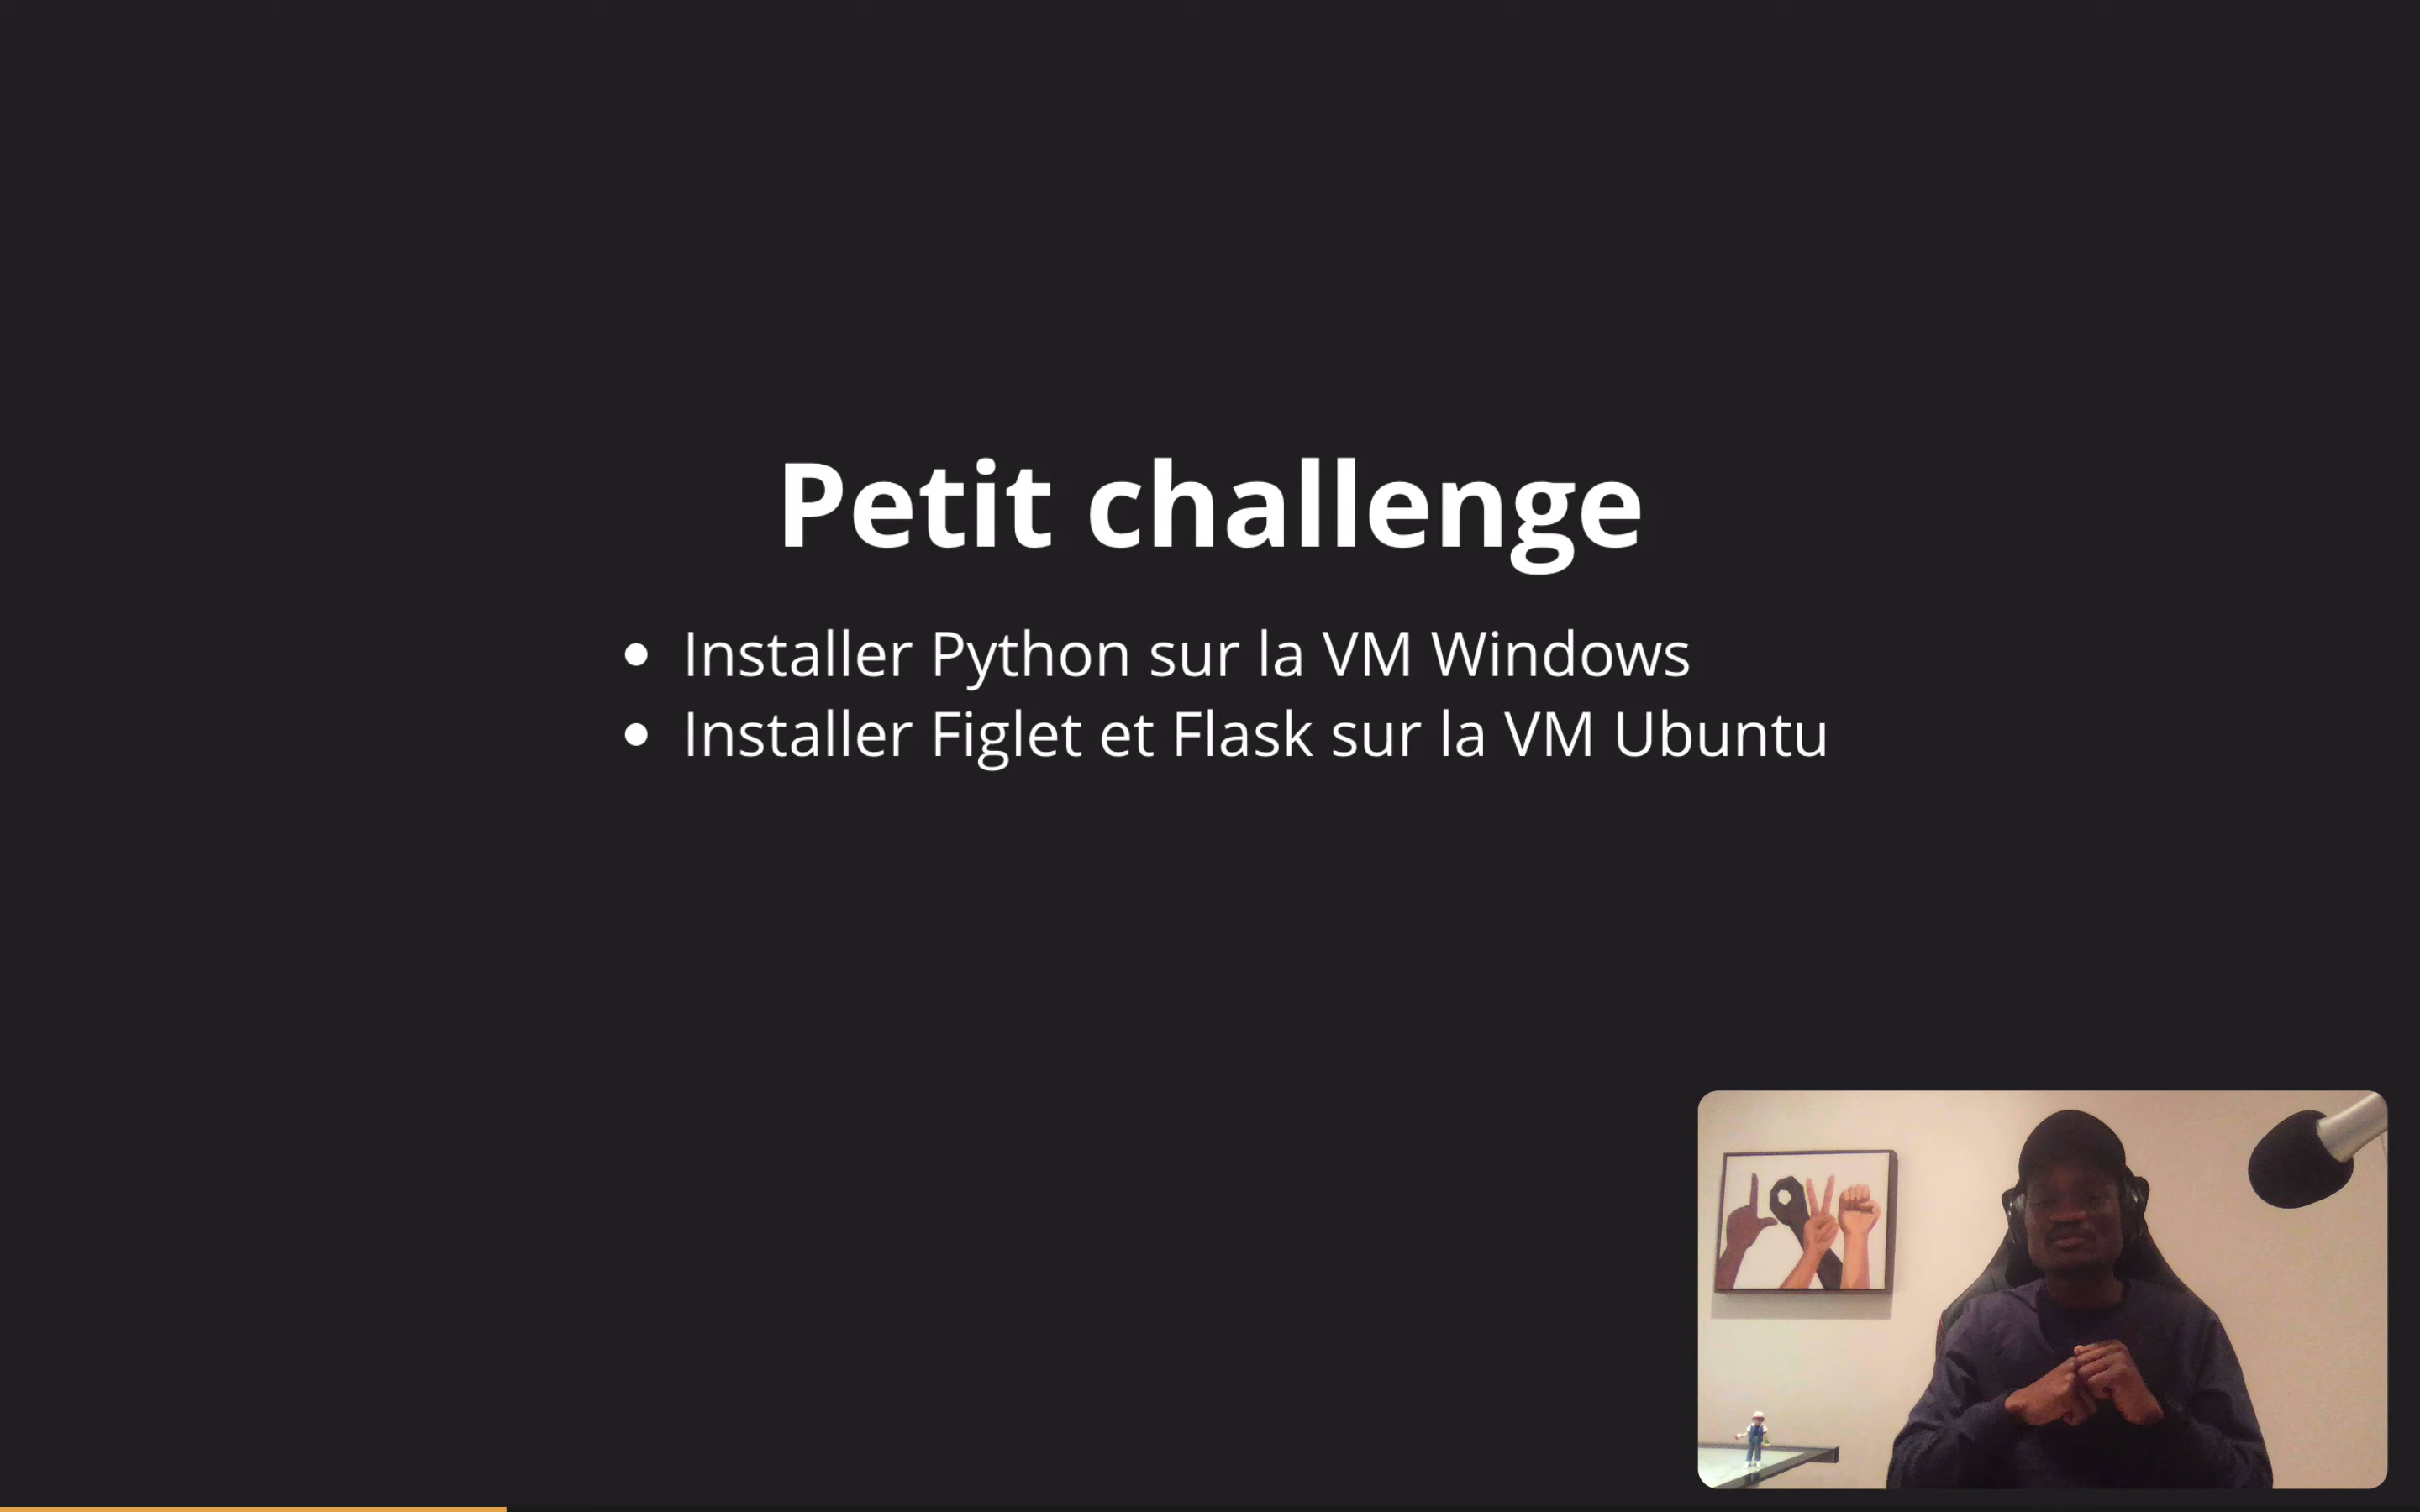 Petit challenge
Installer Python sur la VM Windows
Installer Figlet et Flask sur la VM Ubuntu